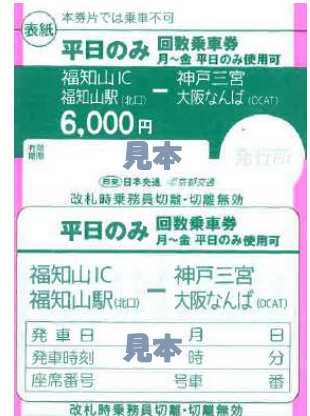 表紙 本券片では乗車不可
平日のみ 回数乗車券
月~金 平日のみ使用可
福知山IC ー 神戸三宮
福知山駅(北口) 大阪なんば(OCAT)
6,000円
有効期限 見本 発行所
日本交通 京都交通
改札時乗務員切離・切離無効
平日のみ 回数乗車券
月~金 平日のみ使用可
福知山IC ー 神戸三宮
福知山駅(北口) 大阪なんば(OCAT)
発車日 月 日
発車時刻 見本 時 分
座席番号 号車 番
改札時乗務員切離・切離無効